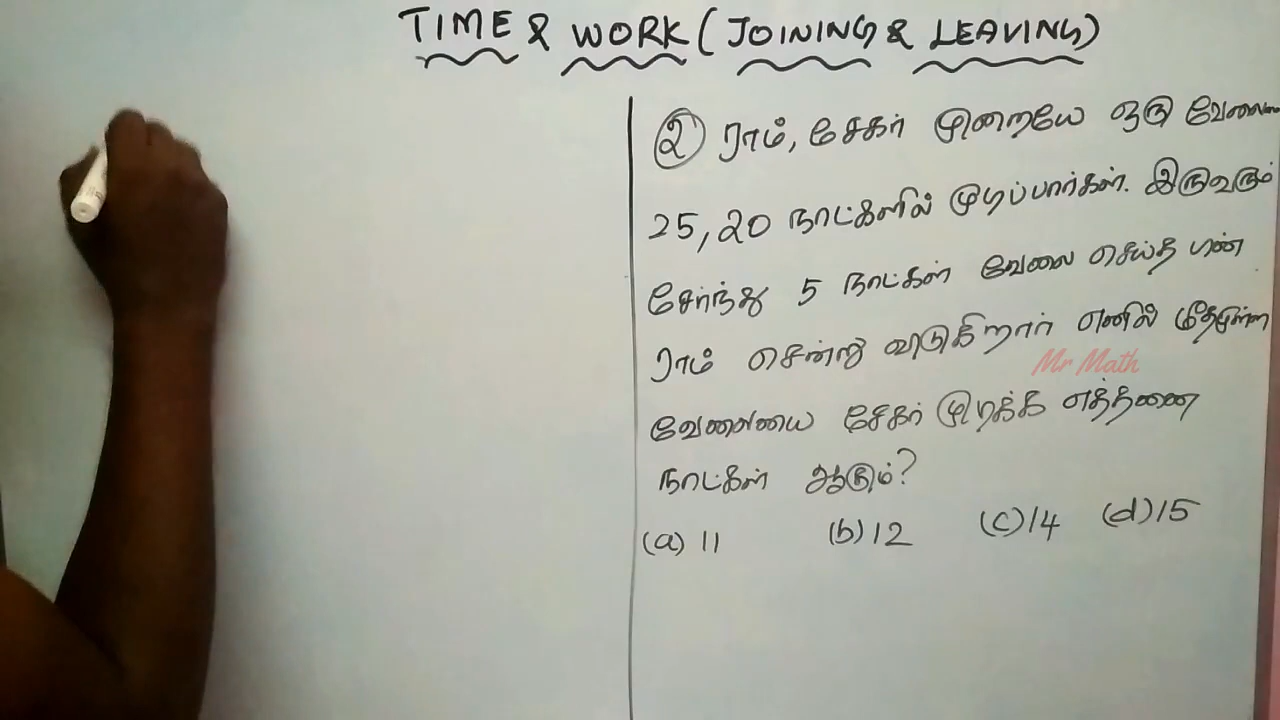 TIME & WORK (JOINING & LEAVING)
② ராம், சேகர் முறையே ஒரு வேலை
25, 20 நாட்களில் முடிப்பார்கள். இருவரும்
சேர்ந்து 5 நாட்கள் வேலை செய்த பின்
ராம் சென்று விடுகிறார் எனில் மீதமுள்ள
Mr Math
வேலையை சேகர் முடிக்க எத்தனை
நாட்கள் ஆகும்?
(a) 11 (b) 12 (c) 14 (d) 15